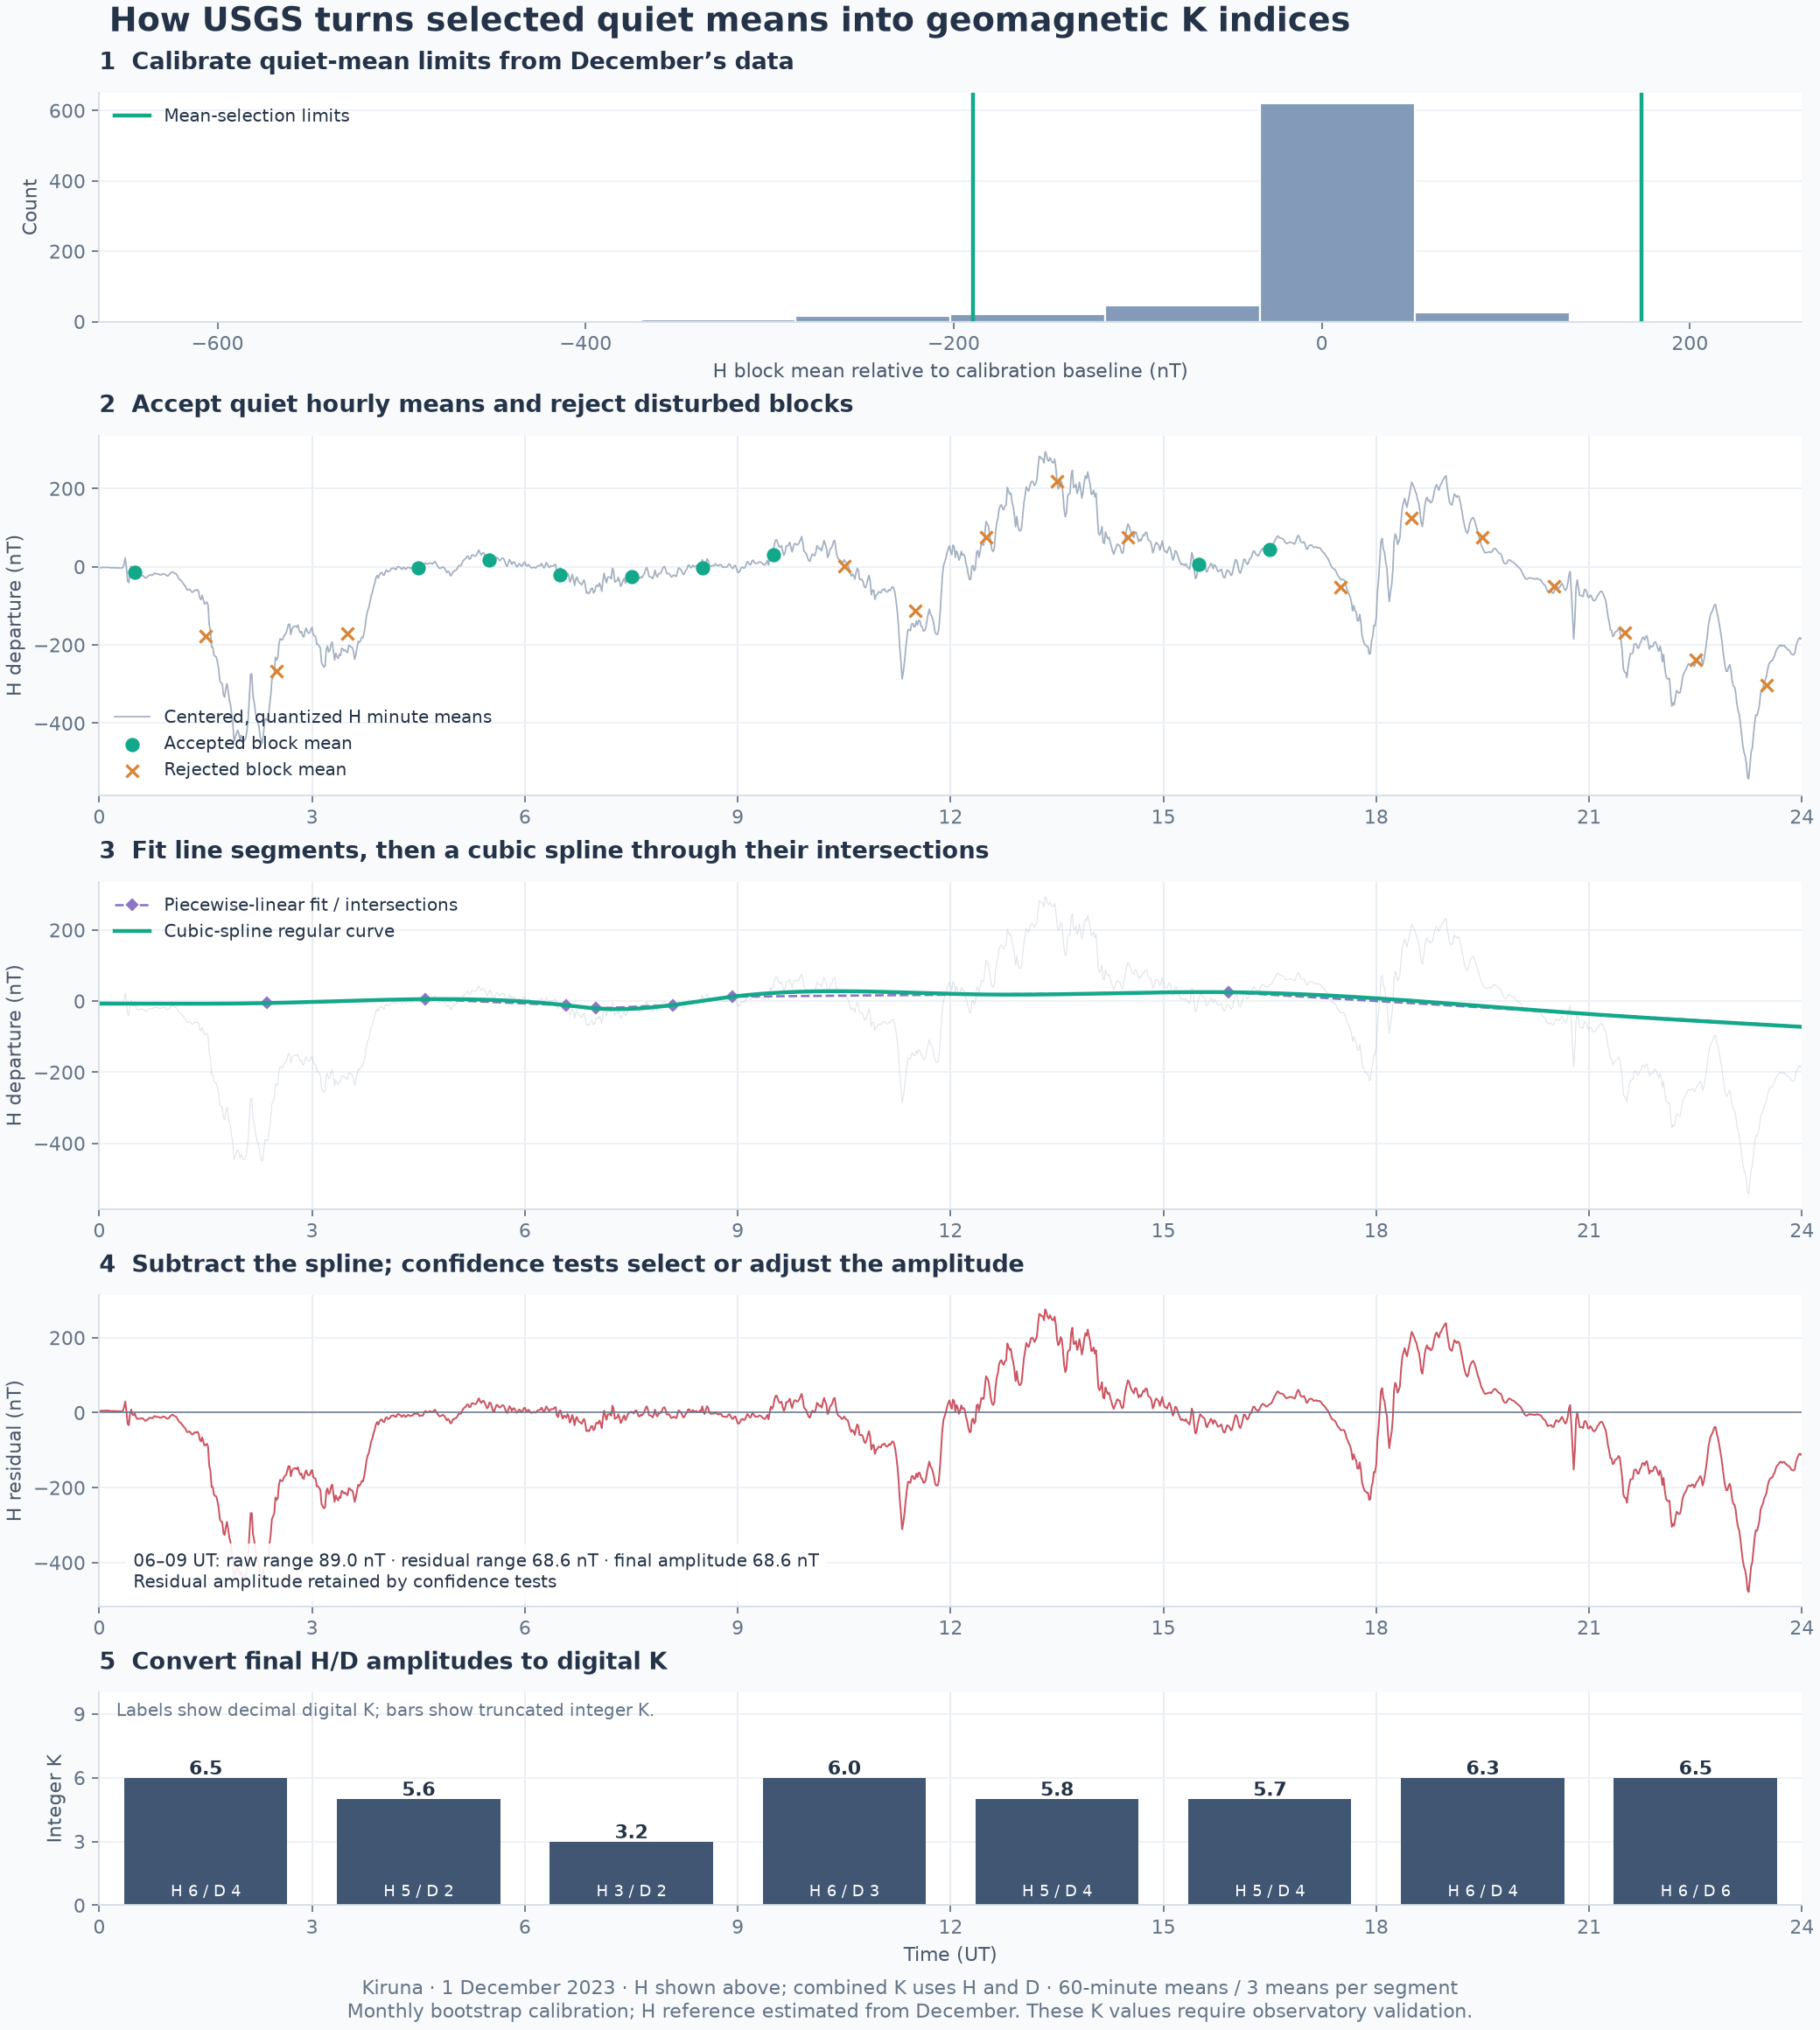 How USGS turns selected quiet means into geomagnetic K indices
1 Calibrate quiet-mean limits from December’s data
Mean-selection limits
600
400
200
0
Count
−600
−400
−200
0
200
H block mean relative to calibration baseline (nT)
2 Accept quiet hourly means and reject disturbed blocks
200
0
−200
−400
H departure (nT)
Centered, quantized H minute means
Accepted block mean
Rejected block mean
0
3
6
9
12
15
18
21
24
3 Fit line segments, then a cubic spline through their intersections
Piecewise-linear fit / intersections
Cubic-spline regular curve
200
0
−200
−400
H departure (nT)
0
3
6
9
12
15
18
21
24
4 Subtract the spline; confidence tests select or adjust the amplitude
200
0
−200
−400
H residual (nT)
06–09 UT: raw range 89.0 nT · residual range 68.6 nT · final amplitude 68.6 nT
Residual amplitude retained by confidence tests
0
3
6
9
12
15
18
21
24
5 Convert final H/D amplitudes to digital K
Labels show decimal digital K; bars show truncated integer K.
9
6
3
0
Integer K
6.5
5.6
3.2
6.0
5.8
5.7
6.3
6.5
H 6 / D 4
H 5 / D 2
H 3 / D 2
H 6 / D 3
H 5 / D 4
H 5 / D 4
H 6 / D 4
H 6 / D 6
0
3
6
9
12
15
18
21
24
Time (UT)
Kiruna · 1 December 2023 · H shown above; combined K uses H and D · 60-minute means / 3 means per segment
Monthly bootstrap calibration; H reference estimated from December. These K values require observatory validation.